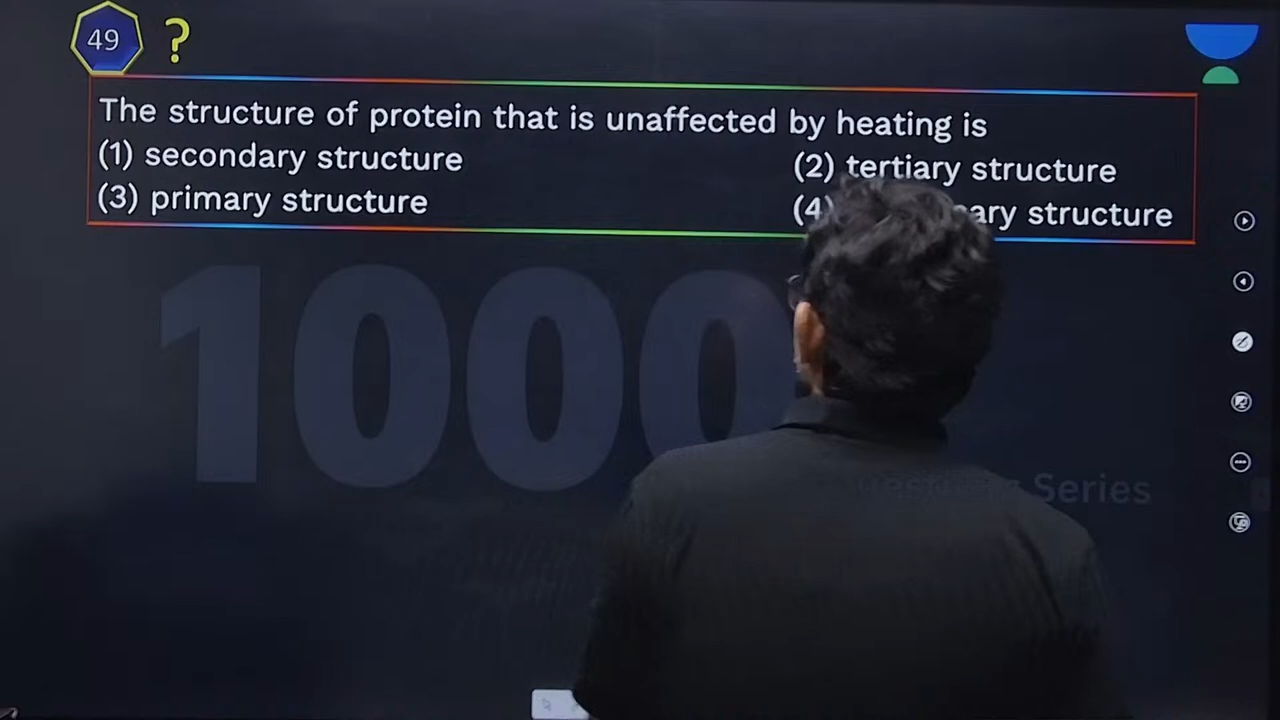 49 ?
The structure of protein that is unaffected by heating is
(1) secondary structure (2) tertiary structure
(3) primary structure (4) structure
1000
Series